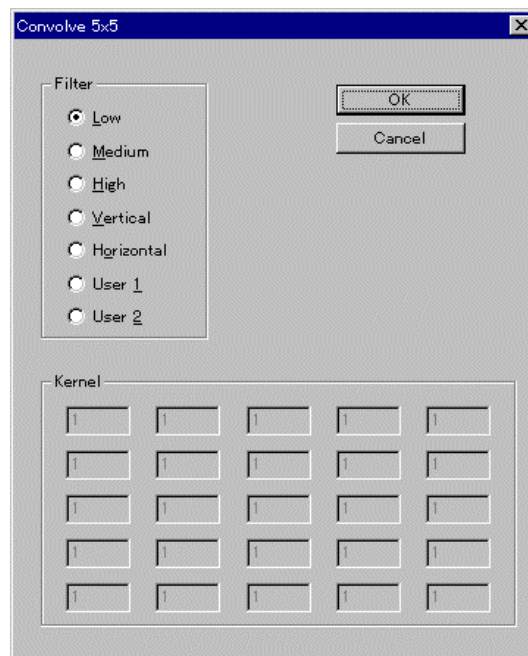 Convolve 5x5
Filter
Low
Medium
High
Vertical
Horizontal
User 1
User 2
OK
Cancel
Kernel
1 1 1 1 1
1 1 1 1 1
1 1 1 1 1
1 1 1 1 1
1 1 1 1 1